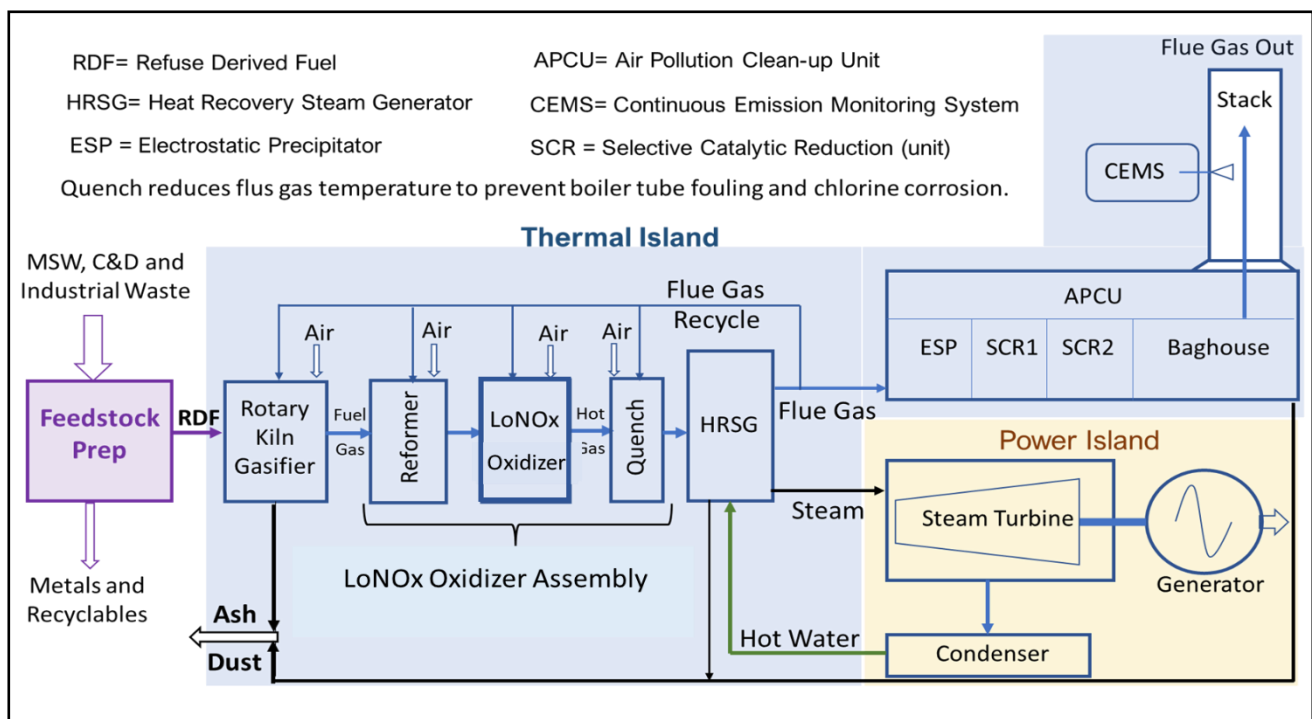 RDF= Refuse Derived Fuel
APCU= Air Pollution Clean-up Unit
HRSG= Heat Recovery Steam Generator
CEMS= Continuous Emission Monitoring System
ESP = Electrostatic Precipitator
SCR = Selective Catalytic Reduction (unit)
Quench reduces flus gas temperature to prevent boiler tube fouling and chlorine corrosion.
Flue Gas Out
Stack
CEMS
Thermal Island
MSW, C&D and
Industrial Waste
Feedstock
Prep
RDF
Metals and
Recyclables
Air
Air
Air
Air
Flue Gas
Recycle
Rotary
Kiln
Gasifier
Fuel
Gas
Reformer
LoNOx
Oxidizer
Hot
Gas
Quench
HRSG
Flue Gas
Steam
LoNOx Oxidizer Assembly
Ash
Dust
Hot Water
APCU
ESP
SCR1
SCR2
Baghouse
Power Island
Steam Turbine
Generator
Condenser